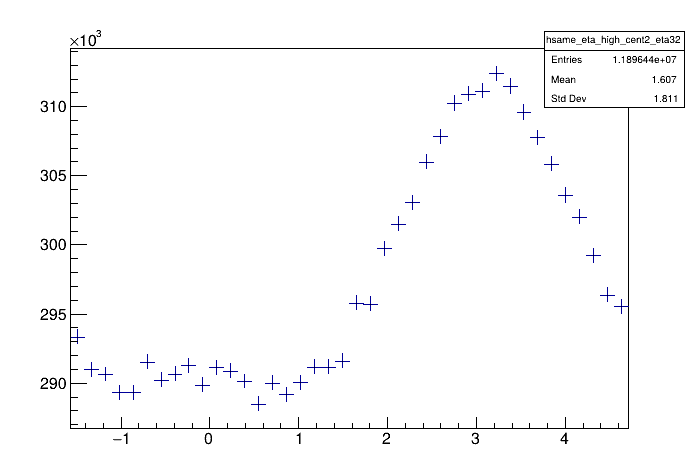 ×10³
hsame_eta_high_cent2_eta32
Entries 1.189644e+07
Mean 1.607
Std Dev 1.811
310
305
300
295
290
−1 0 1 2 3 4